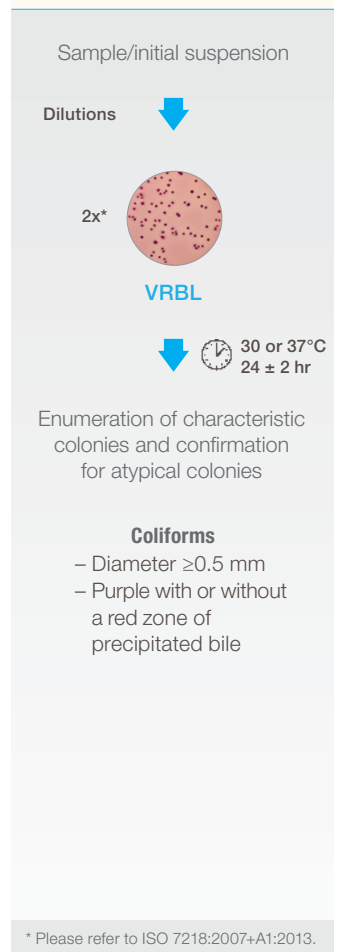 Sample/initial suspension
Dilutions
2x*
VRBL
30 or 37°C
24 ± 2 hr
Enumeration of characteristic
colonies and confirmation
for atypical colonies
Coliforms
– Diameter ≥0.5 mm
– Purple with or without
a red zone of
precipitated bile
* Please refer to ISO 7218:2007+A1:2013.